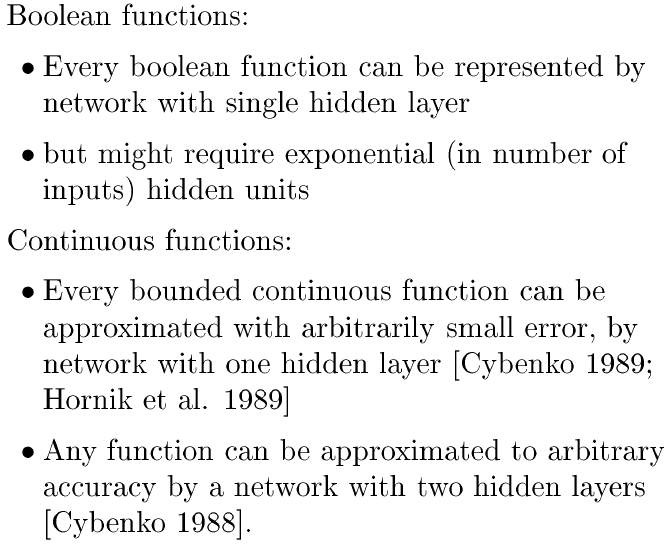 Boolean functions:
• Every boolean function can be represented by
network with single hidden layer
• but might require exponential (in number of
inputs) hidden units
Continuous functions:
• Every bounded continuous function can be
approximated with arbitrarily small error, by
network with one hidden layer [Cybenko 1989;
Hornik et al. 1989]
• Any function can be approximated to arbitrary
accuracy by a network with two hidden layers
[Cybenko 1988].